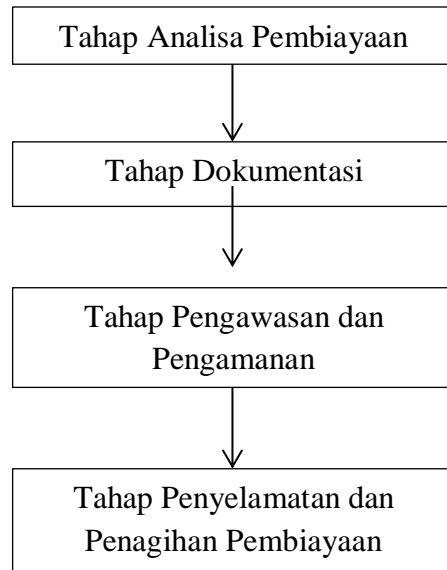 Tahap Analisa Pembiayaan
Tahap Dokumentasi
Tahap Pengawasan dan
Pengamanan
Tahap Penyelamatan dan
Penagihan Pembiayaan